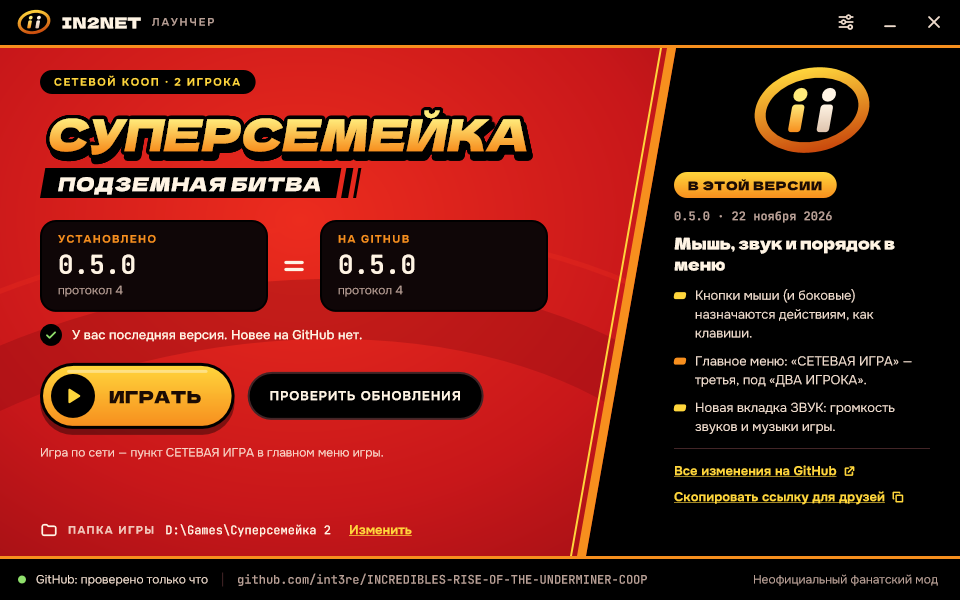 IN2NET ЛАУНЧЕР
СЕТЕВОЙ КООП · 2 ИГРОКА
СУПЕРСЕМЕЙКА
ПОДЗЕМНАЯ БИТВА
УСТАНОВЛЕНО
0.5.0
протокол 4
=
НА GITHUB
0.5.0
протокол 4
У вас последняя версия. Новее на GitHub нет.
ИГРАТЬ
ПРОВЕРИТЬ ОБНОВЛЕНИЯ
Игра по сети — пункт СЕТЕВАЯ ИГРА в главном меню игры.
ПАПКА ИГРЫ D:\Games\Суперсемейка 2 Изменить
ii
В ЭТОЙ ВЕРСИИ
0.5.0 · 22 ноября 2026
Мышь, звук и порядок в
меню
Кнопки мыши (и боковые)
назначаются действиям, как
клавиши.
Главное меню: «СЕТЕВАЯ ИГРА» —
третья, под «ДВА ИГРОКА».
Новая вкладка ЗВУК: громкость
звуков и музыки игры.
Все изменения на GitHub
Скопировать ссылку для друзей
GitHub: проверено только что
github.com/int3re/INCREDIBLES-RISE-OF-THE-UNDERMINER-COOP
Неофициальный фанатский мод